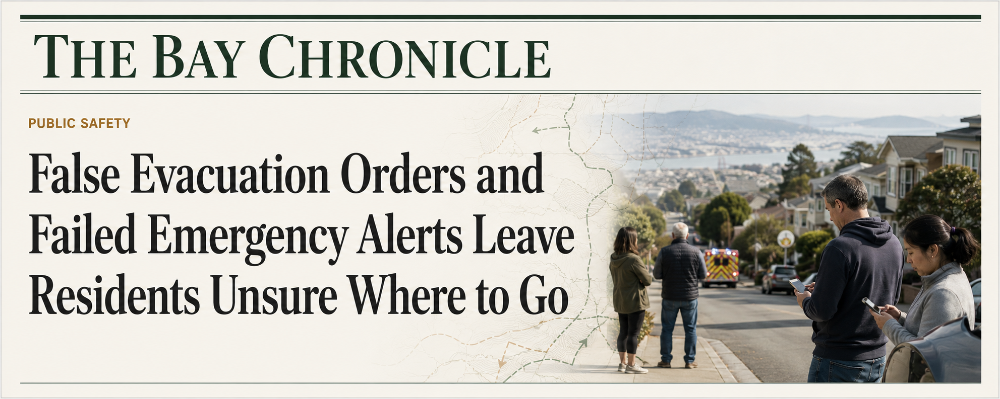 THE BAY CHRONICLE
PUBLIC SAFETY
False Evacuation Orders and
Failed Emergency Alerts Leave
Residents Unsure Where to Go